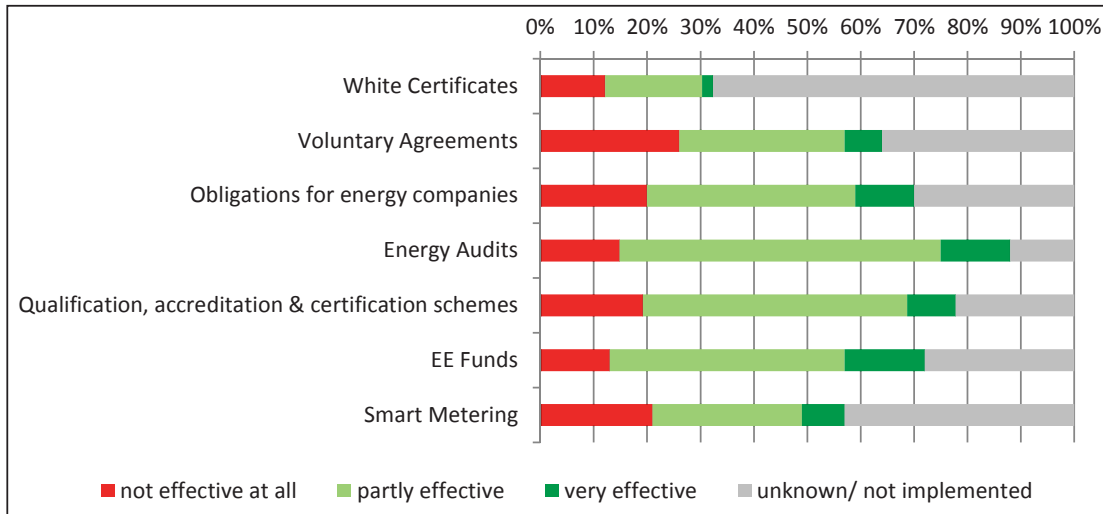 0% 10% 20% 30% 40% 50% 60% 70% 80% 90% 100%
White Certificates
Voluntary Agreements
Obligations for energy companies
Energy Audits
Qualification, accreditation & certification schemes
EE Funds
Smart Metering
not effective at all partly effective very effective unknown/ not implemented